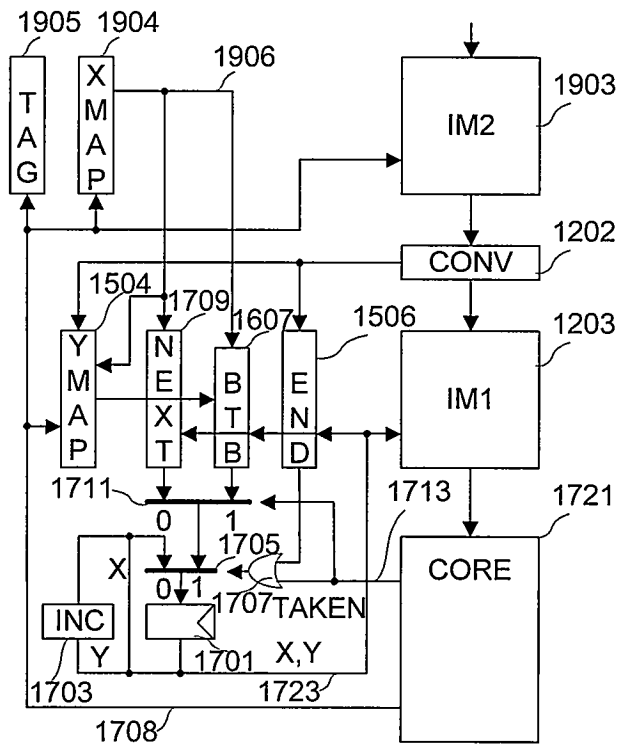 1905 1904
1906
1903
TAG
XMAP
IM2
1202
CONV
1504 1709 1607 1506
1203
YMAP
NEXT
BTB
END
IM1
1711
0 1
1713
1721
CORE
X
1705
0 1
1707
TAKEN
INC
Y
1703
1701
X,Y
1723
1708